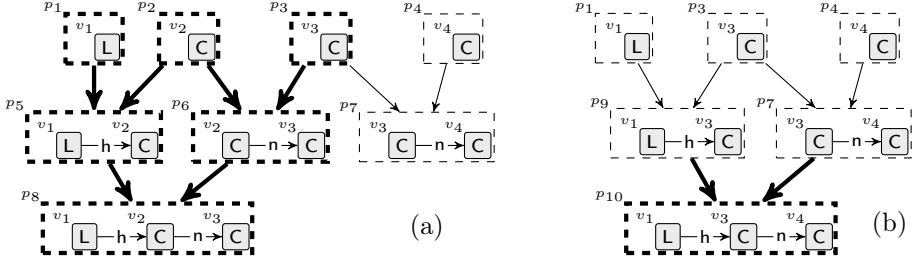 p1 p2 p3 p4 p1 p3 p4
v1 v2 v3 v4 v1 v3 v4
L C C C L C C
p5 p6 p7 p9 p7
v1 v2 v2 v3 v3 v4 v1 v3 v3 v4
L h C C n C C n C L h C C n C
p8 p10
v1 v2 v3 v1 v3 v4
L h C n C (a) L h C n C (b)